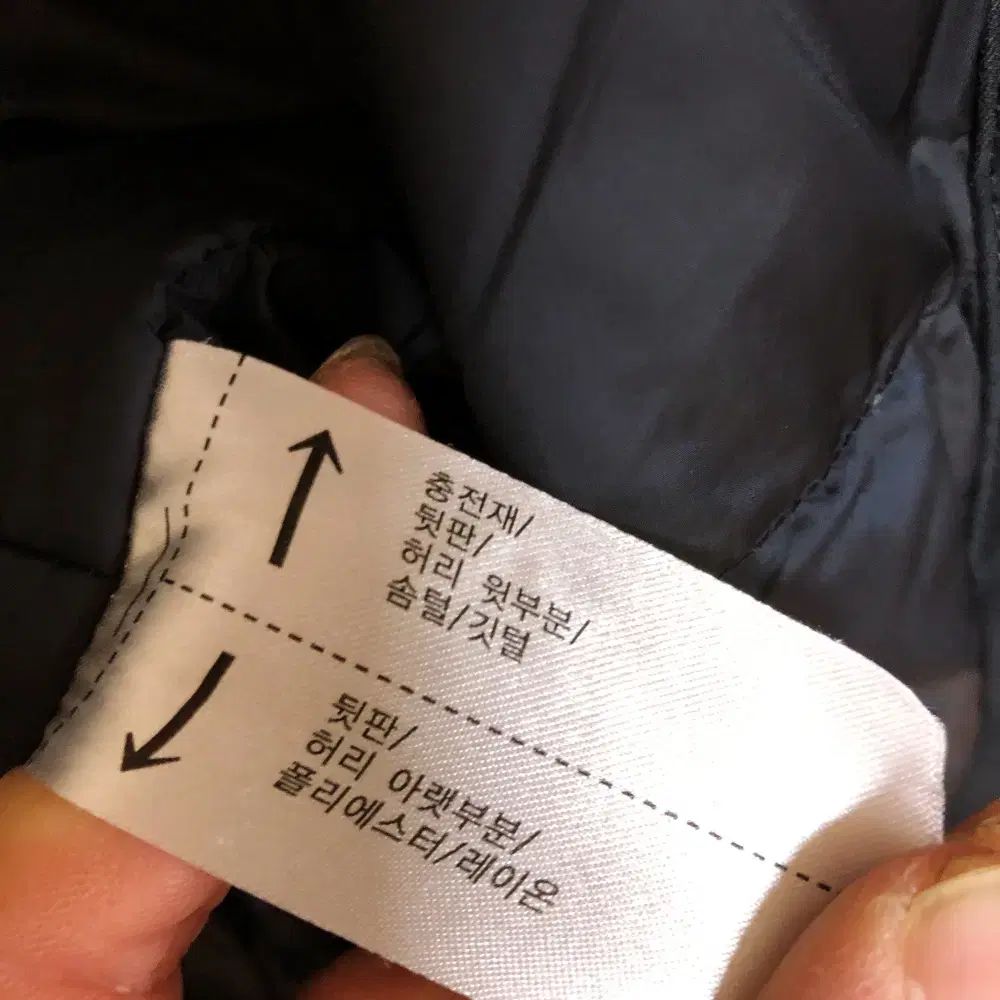 충전재/
뒷판/
허리 윗부분/
솜털/깃털
뒷판/
허리 아랫부분/
폴리에스터/레이온